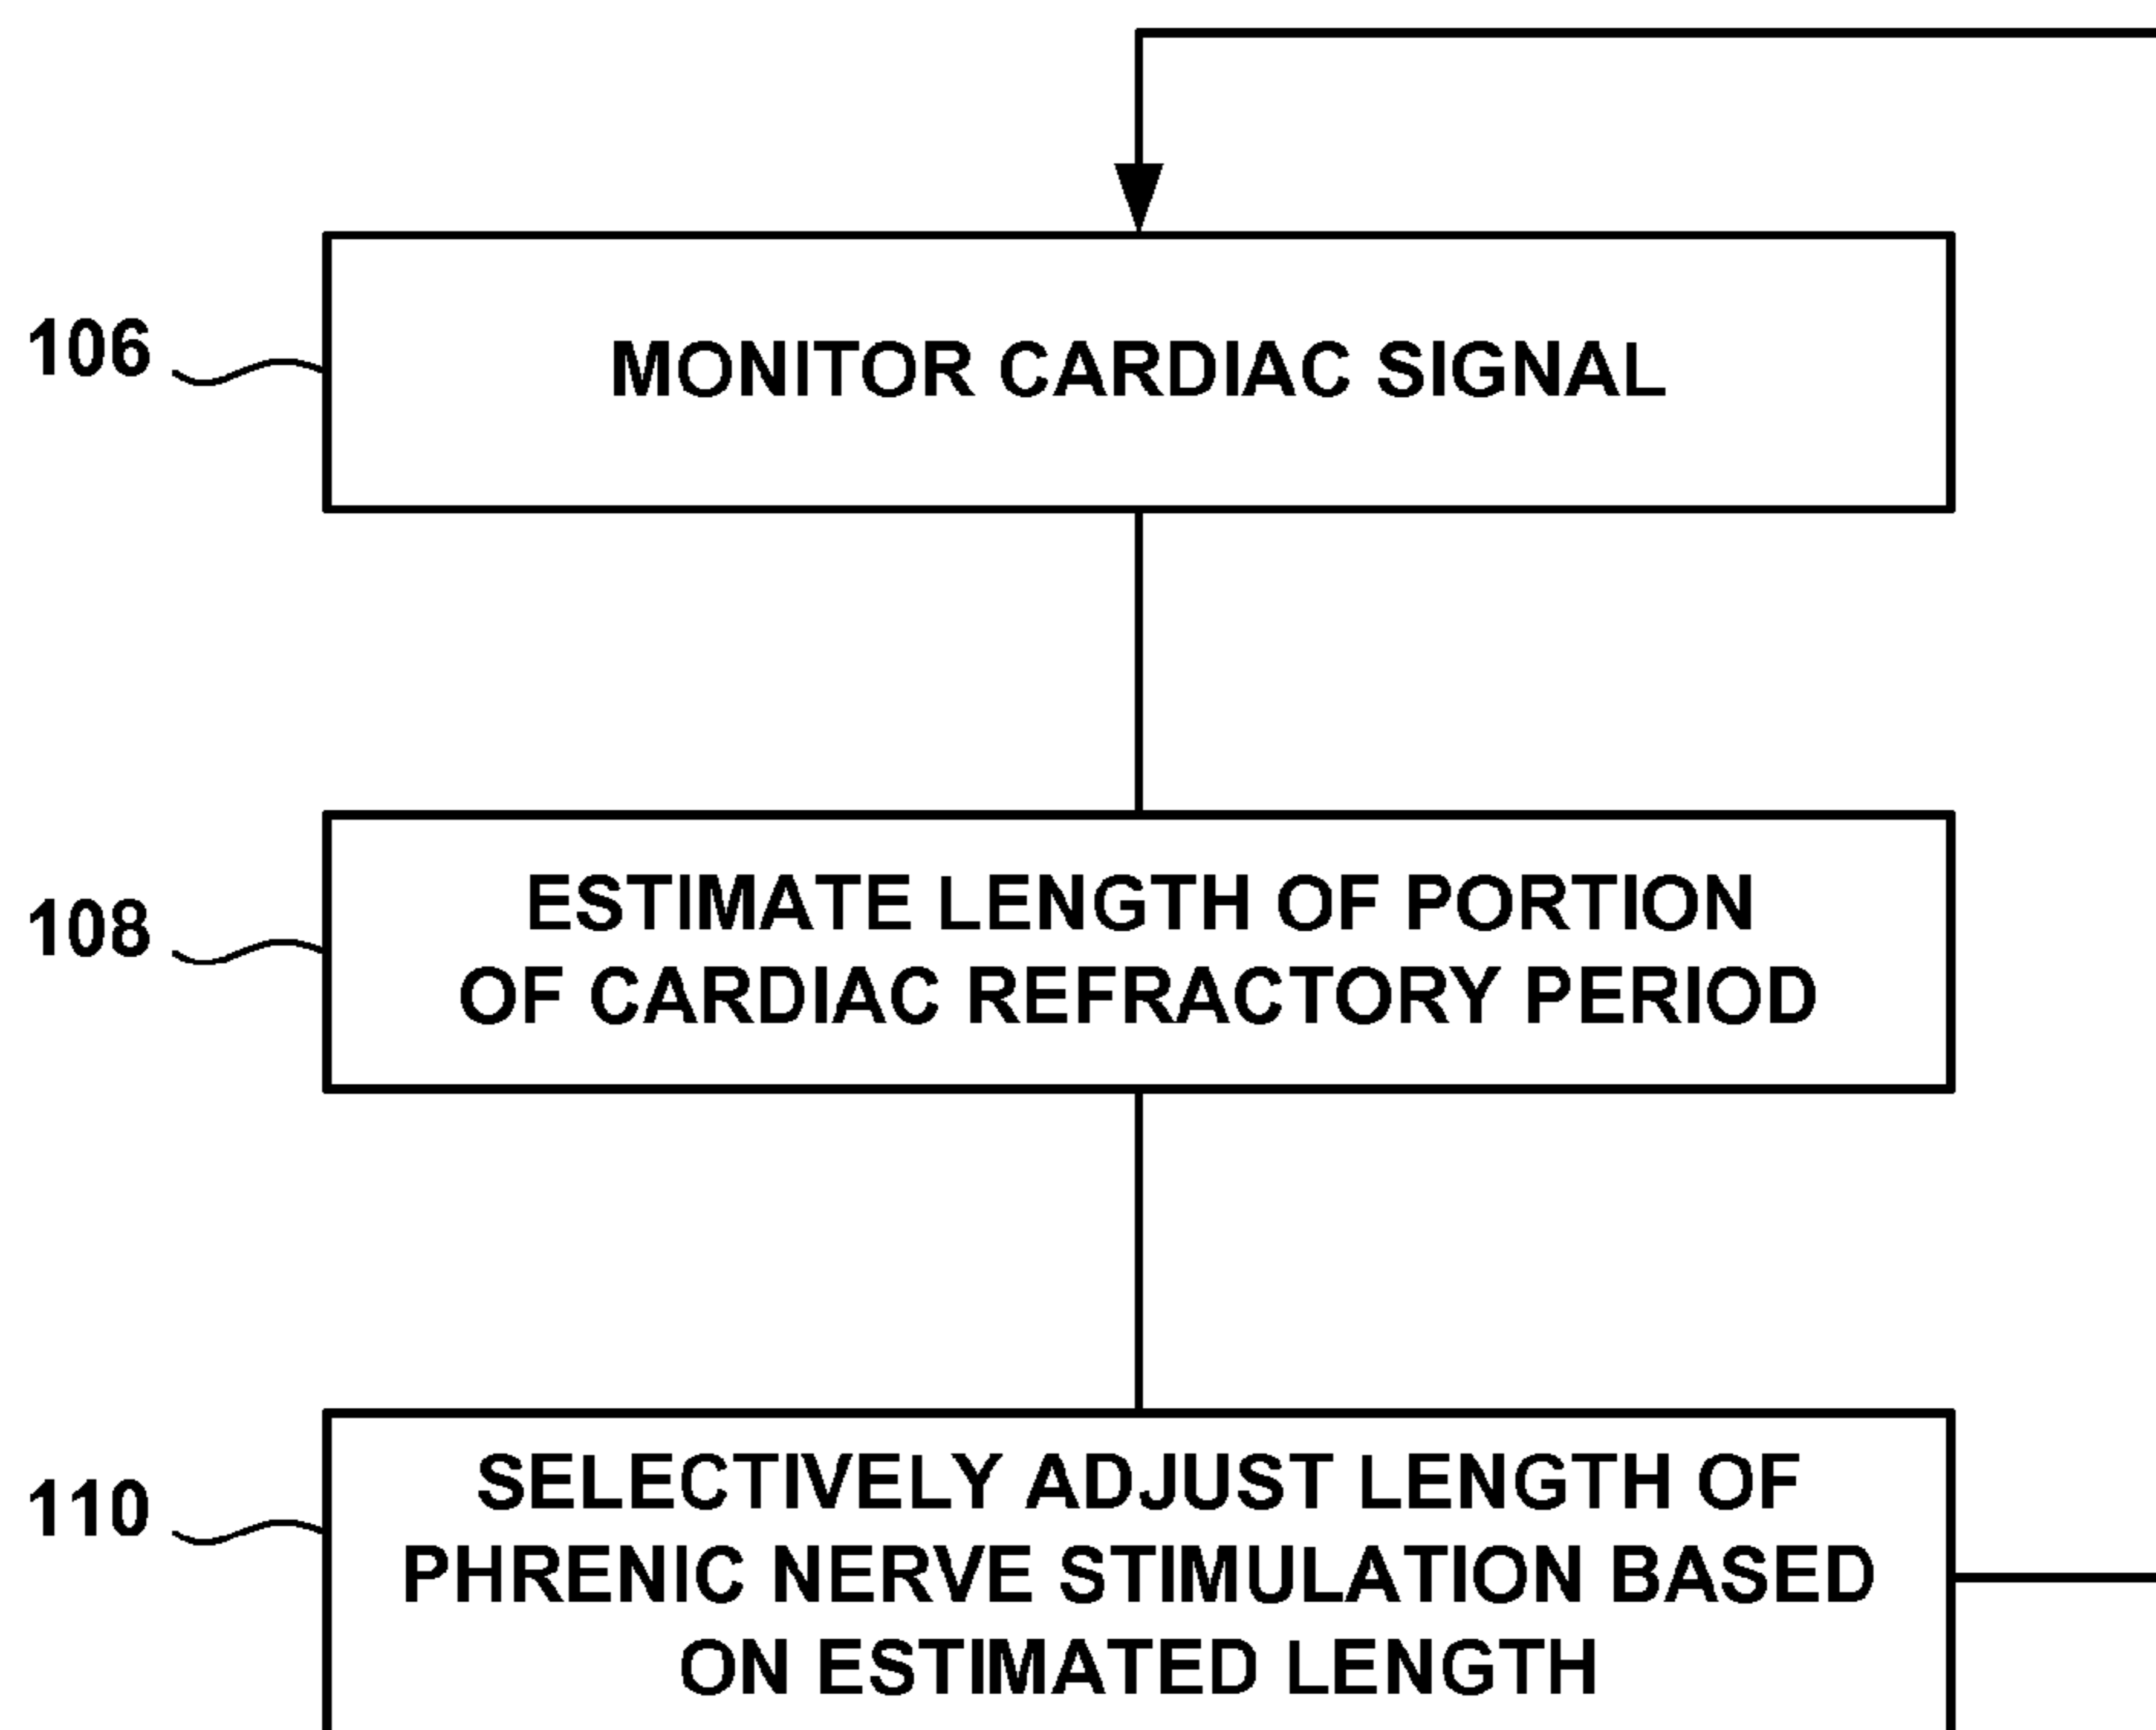 106
MONITOR CARDIAC SIGNAL
108
ESTIMATE LENGTH OF PORTION
OF CARDIAC REFRACTORY PERIOD
110
SELECTIVELY ADJUST LENGTH OF
PHRENIC NERVE STIMULATION BASED
ON ESTIMATED LENGTH